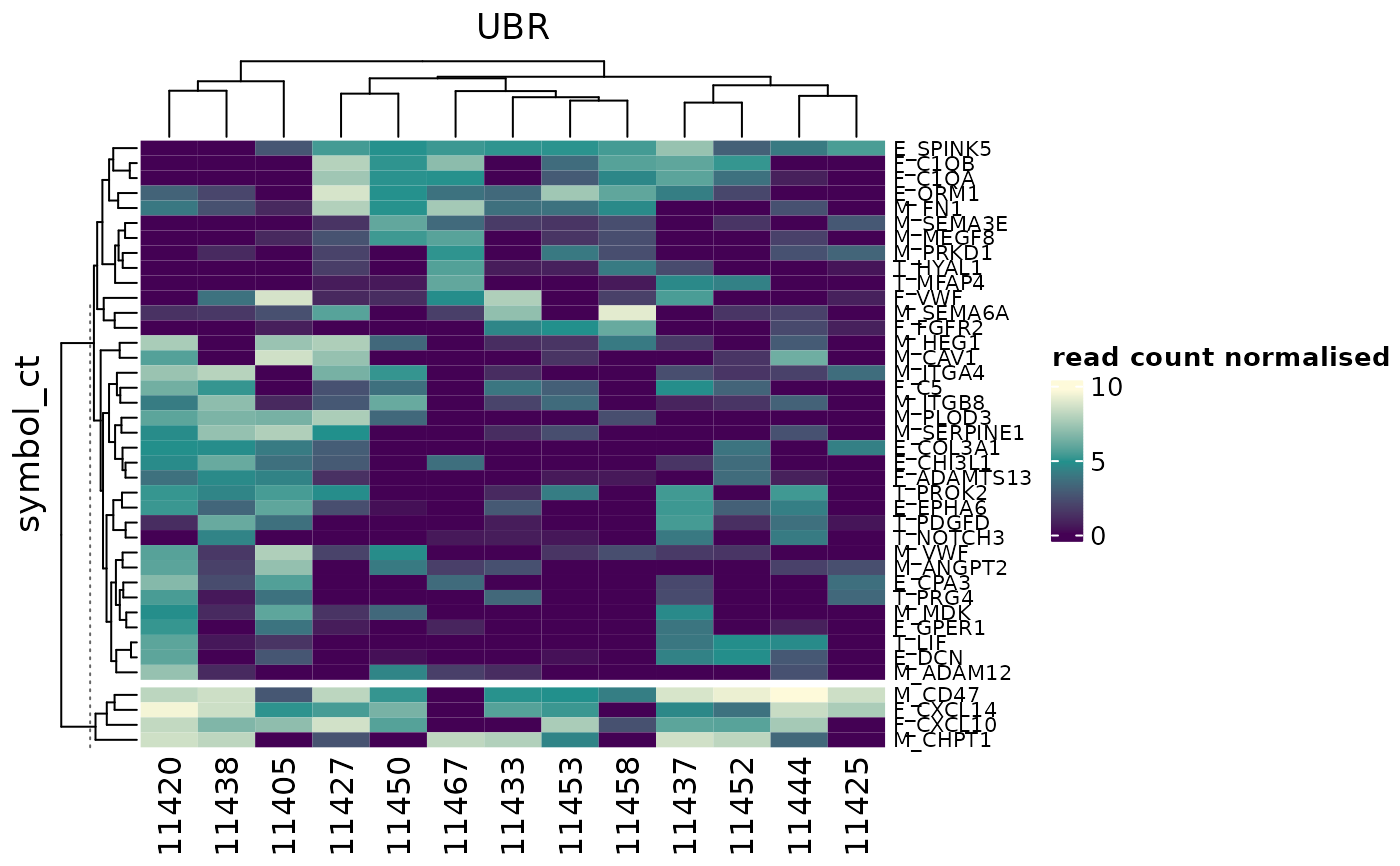 UBR
symbol_ct
E_SPINK5
F_C1QB
F_C1QA
E_ORM1
M_FN1
M_SEMA3E
M_MEGF8
M_PRKD1
T_HYAL1
T_MFAP4
F_VWF
M_SEMA6A
F_FGFR2
M_HEG1
M_CAV1
M_ITGA4
F_C5
M_ITGB8
M_PLOD3
M_SERPINE1
E_COL3A1
E_CHI3L1
F_ADAMTS13
T_PROK2
E_EPHA6
T_PDGFD
T_NOTCH3
M_VWF
M_ANGPT2
E_CPA3
T_PRG4
M_MDK
F_GPER1
T_LIF
E_DCN
M_ADAM12
M_CD47
F_CXCL14
F_CXCL10
M_CHPT1
11420
11438
11405
11427
11450
11467
11433
11453
11458
11437
11452
11444
11425
read count normalised
10
5
0